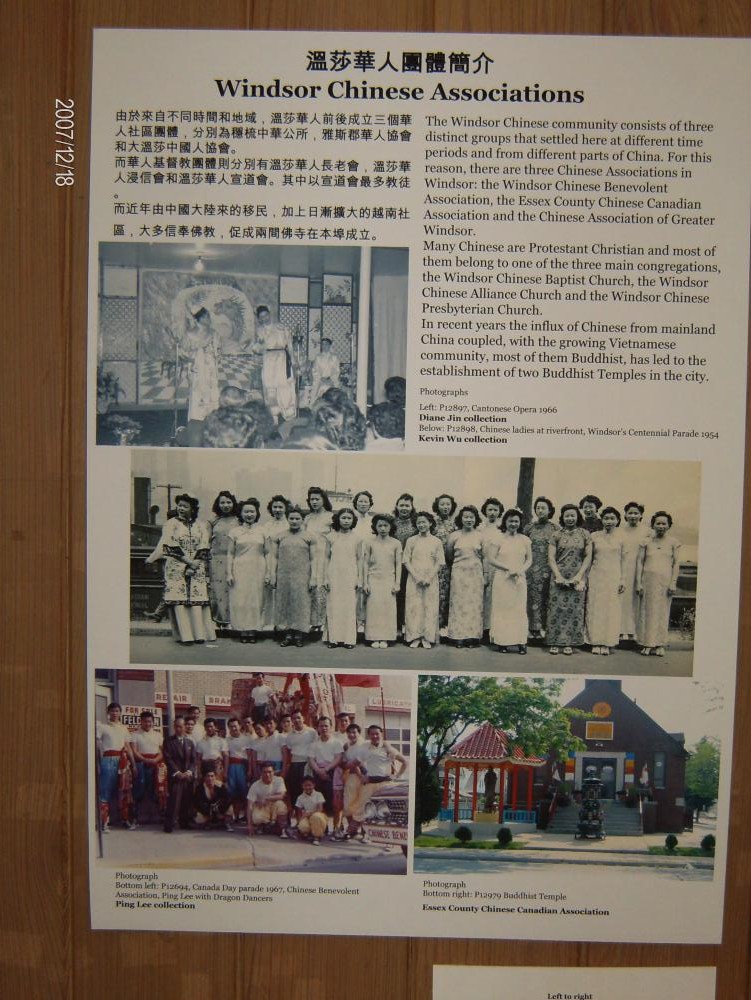 溫莎華人團體簡介
Windsor Chinese Associations
由於來自不同時間和地域，溫莎華人前後成立三個華
人社區團體，分別為穩梳中華公所，雅斯郡華人協會
和大溫莎中國人協會。
而華人基督教團體則分別有溫莎華人長老會，溫莎華
人浸信會和溫莎華人宣道會。其中以宣道會最多教徒
。
而近年由中國大陸來的移民，加上日漸擴大的越南社
區，大多信奉佛教，促成兩間佛寺在本埠成立。
The Windsor Chinese community consists of three
distinct groups that settled here at different time
periods and from different parts of China. For this
reason, there are three Chinese Associations in
Windsor: the Windsor Chinese Benevolent
Association, the Essex County Chinese Canadian
Association and the Chinese Association of Greater
Windsor.
Many Chinese are Protestant Christian and most of
them belong to one of the three main congregations,
the Windsor Chinese Baptist Church, the Windsor
Chinese Alliance Church and the Windsor Chinese
Presbyterian Church.
In recent years the influx of Chinese from mainland
China coupled, with the growing Vietnamese
community, most of them Buddhist, has led to the
establishment of two Buddhist Temples in the city.
Photographs
Left: P12897, Cantonese Opera 1966
Diane Jin collection
Below: P12898, Chinese ladies at riverfront, Windsor's Centennial Parade 1954
Kevin Wu collection
FOR SALE
REPAIR
CHINESE BENE
Photograph
Bottom left: P12694, Canada Day parade 1967, Chinese Benevolent
Association, Ping Lee with Dragon Dancers
Ping Lee collection
Photograph
Bottom right: P12979 Buddhist Temple
Essex County Chinese Canadian Association
Left to right
2007/12/18